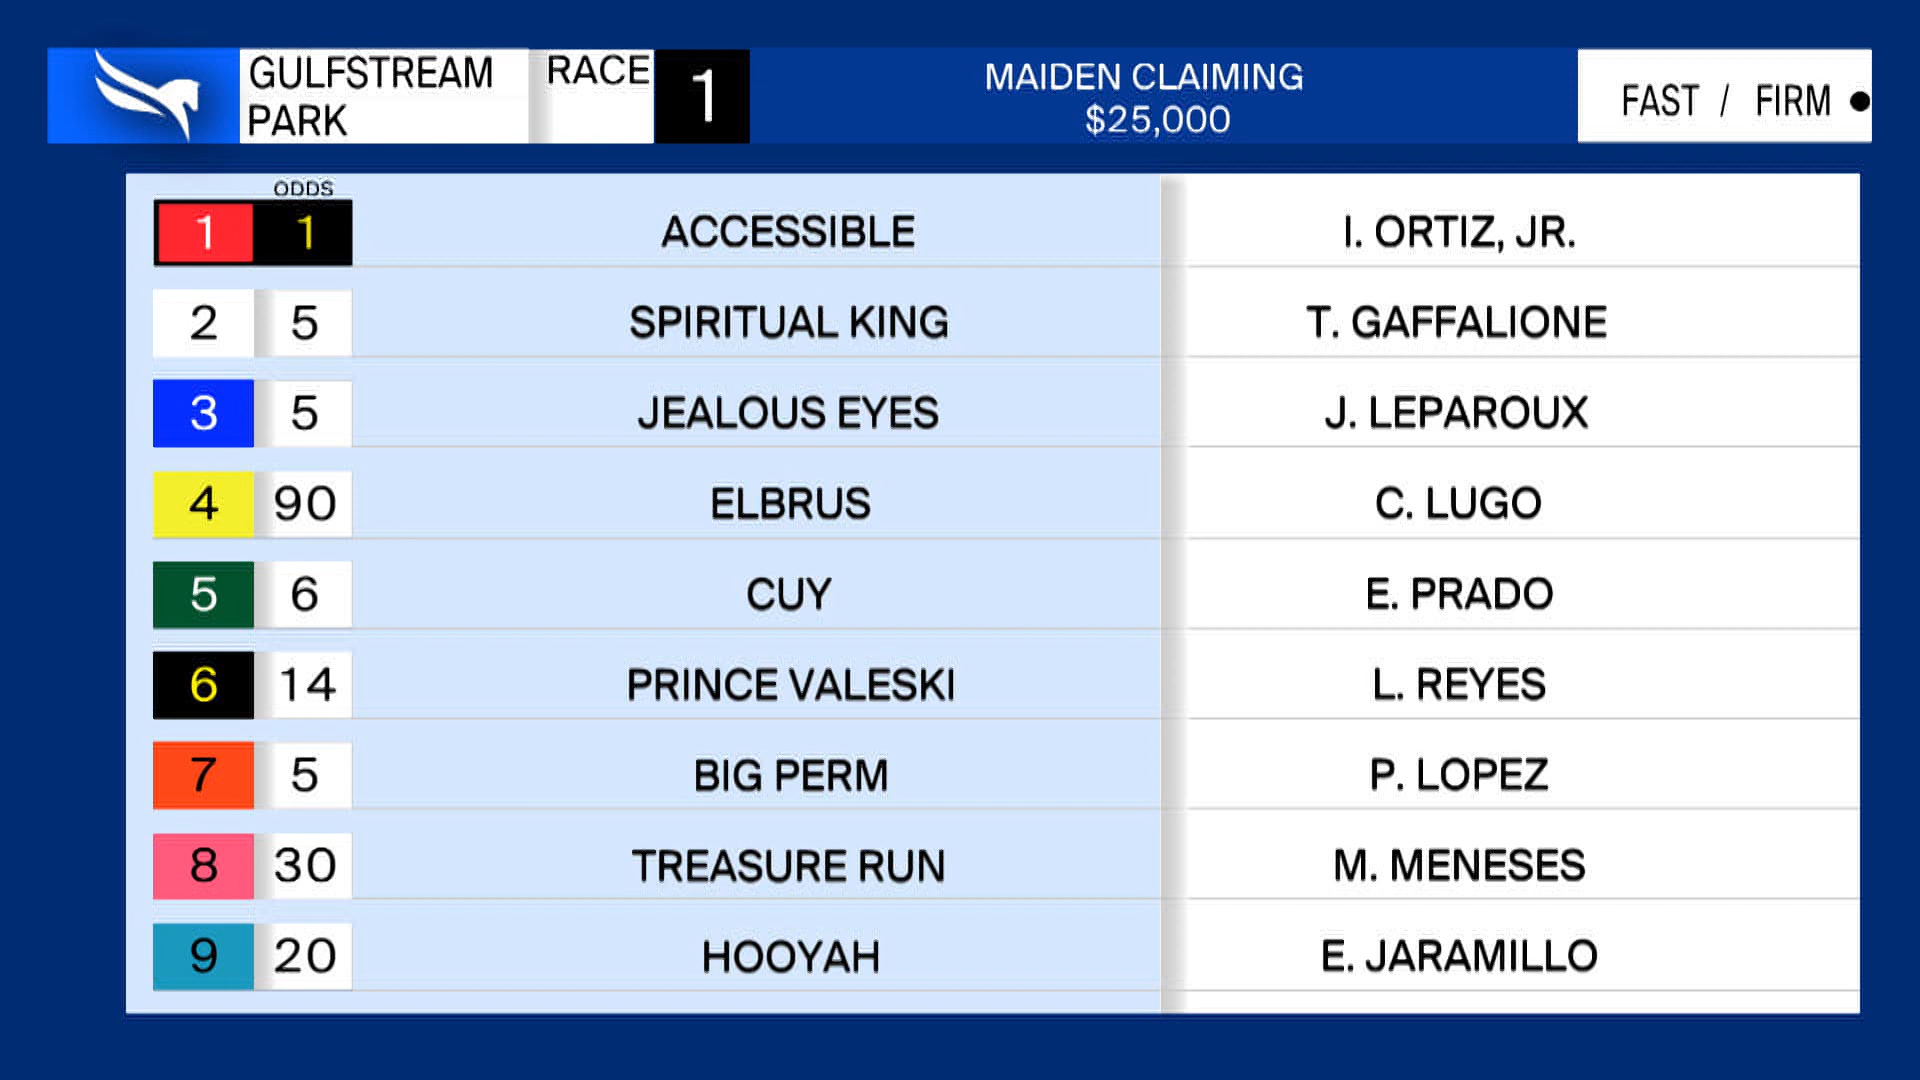 GULFSTREAM PARK RACE 1 MAIDEN CLAIMING $25,000 FAST / FIRM
ODDS
1 1 ACCESSIBLE I. ORTIZ, JR.
2 5 SPIRITUAL KING T. GAFFALIONE
3 5 JEALOUS EYES J. LEPAROUX
4 90 ELBRUS C. LUGO
5 6 CUY E. PRADO
6 14 PRINCE VALESKI L. REYES
7 5 BIG PERM P. LOPEZ
8 30 TREASURE RUN M. MENESES
9 20 HOOYAH E. JARAMILLO